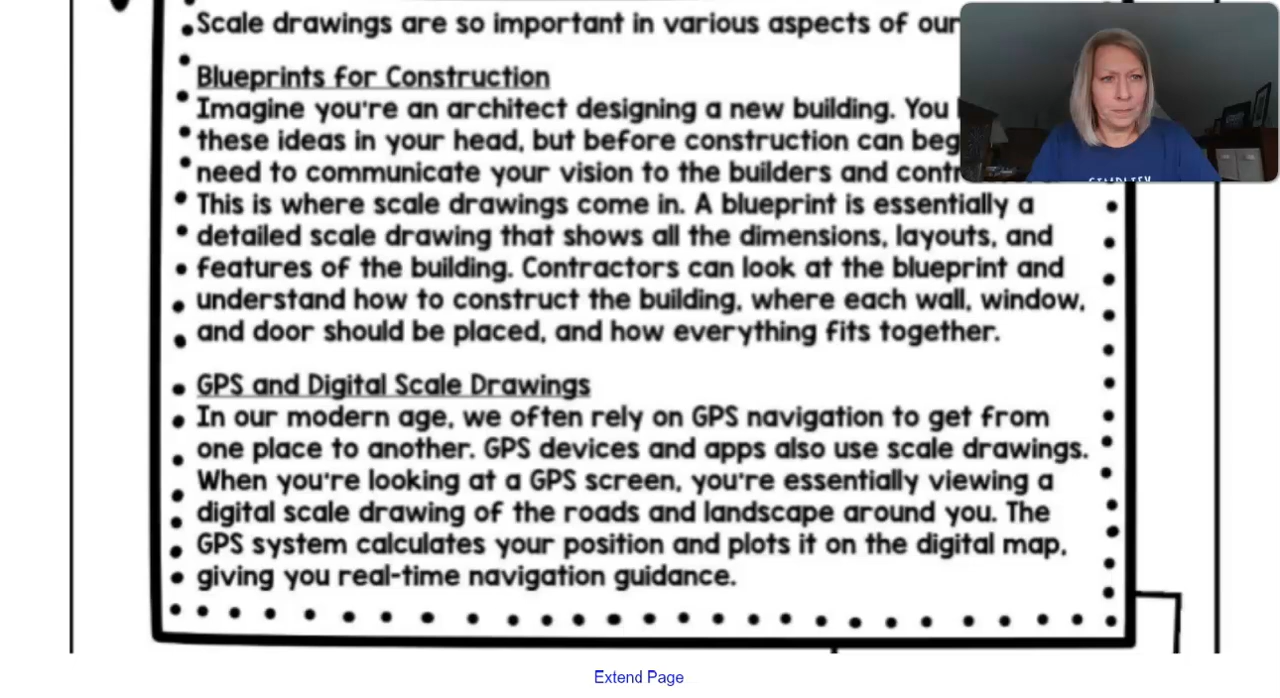 Scale drawings are so important in various aspects of our
Blueprints for Construction
Imagine you're an architect designing a new building. You
these ideas in your head, but before construction can beg
need to communicate your vision to the builders and contr
This is where scale drawings come in. A blueprint is essentially a
detailed scale drawing that shows all the dimensions, layouts, and
features of the building. Contractors can look at the blueprint and
understand how to construct the building, where each wall, window,
and door should be placed, and how everything fits together.
GPS and Digital Scale Drawings
In our modern age, we often rely on GPS navigation to get from
one place to another. GPS devices and apps also use scale drawings.
When you're looking at a GPS screen, you're essentially viewing a
digital scale drawing of the roads and landscape around you. The
GPS system calculates your position and plots it on the digital map,
giving you real-time navigation guidance.
Extend Page